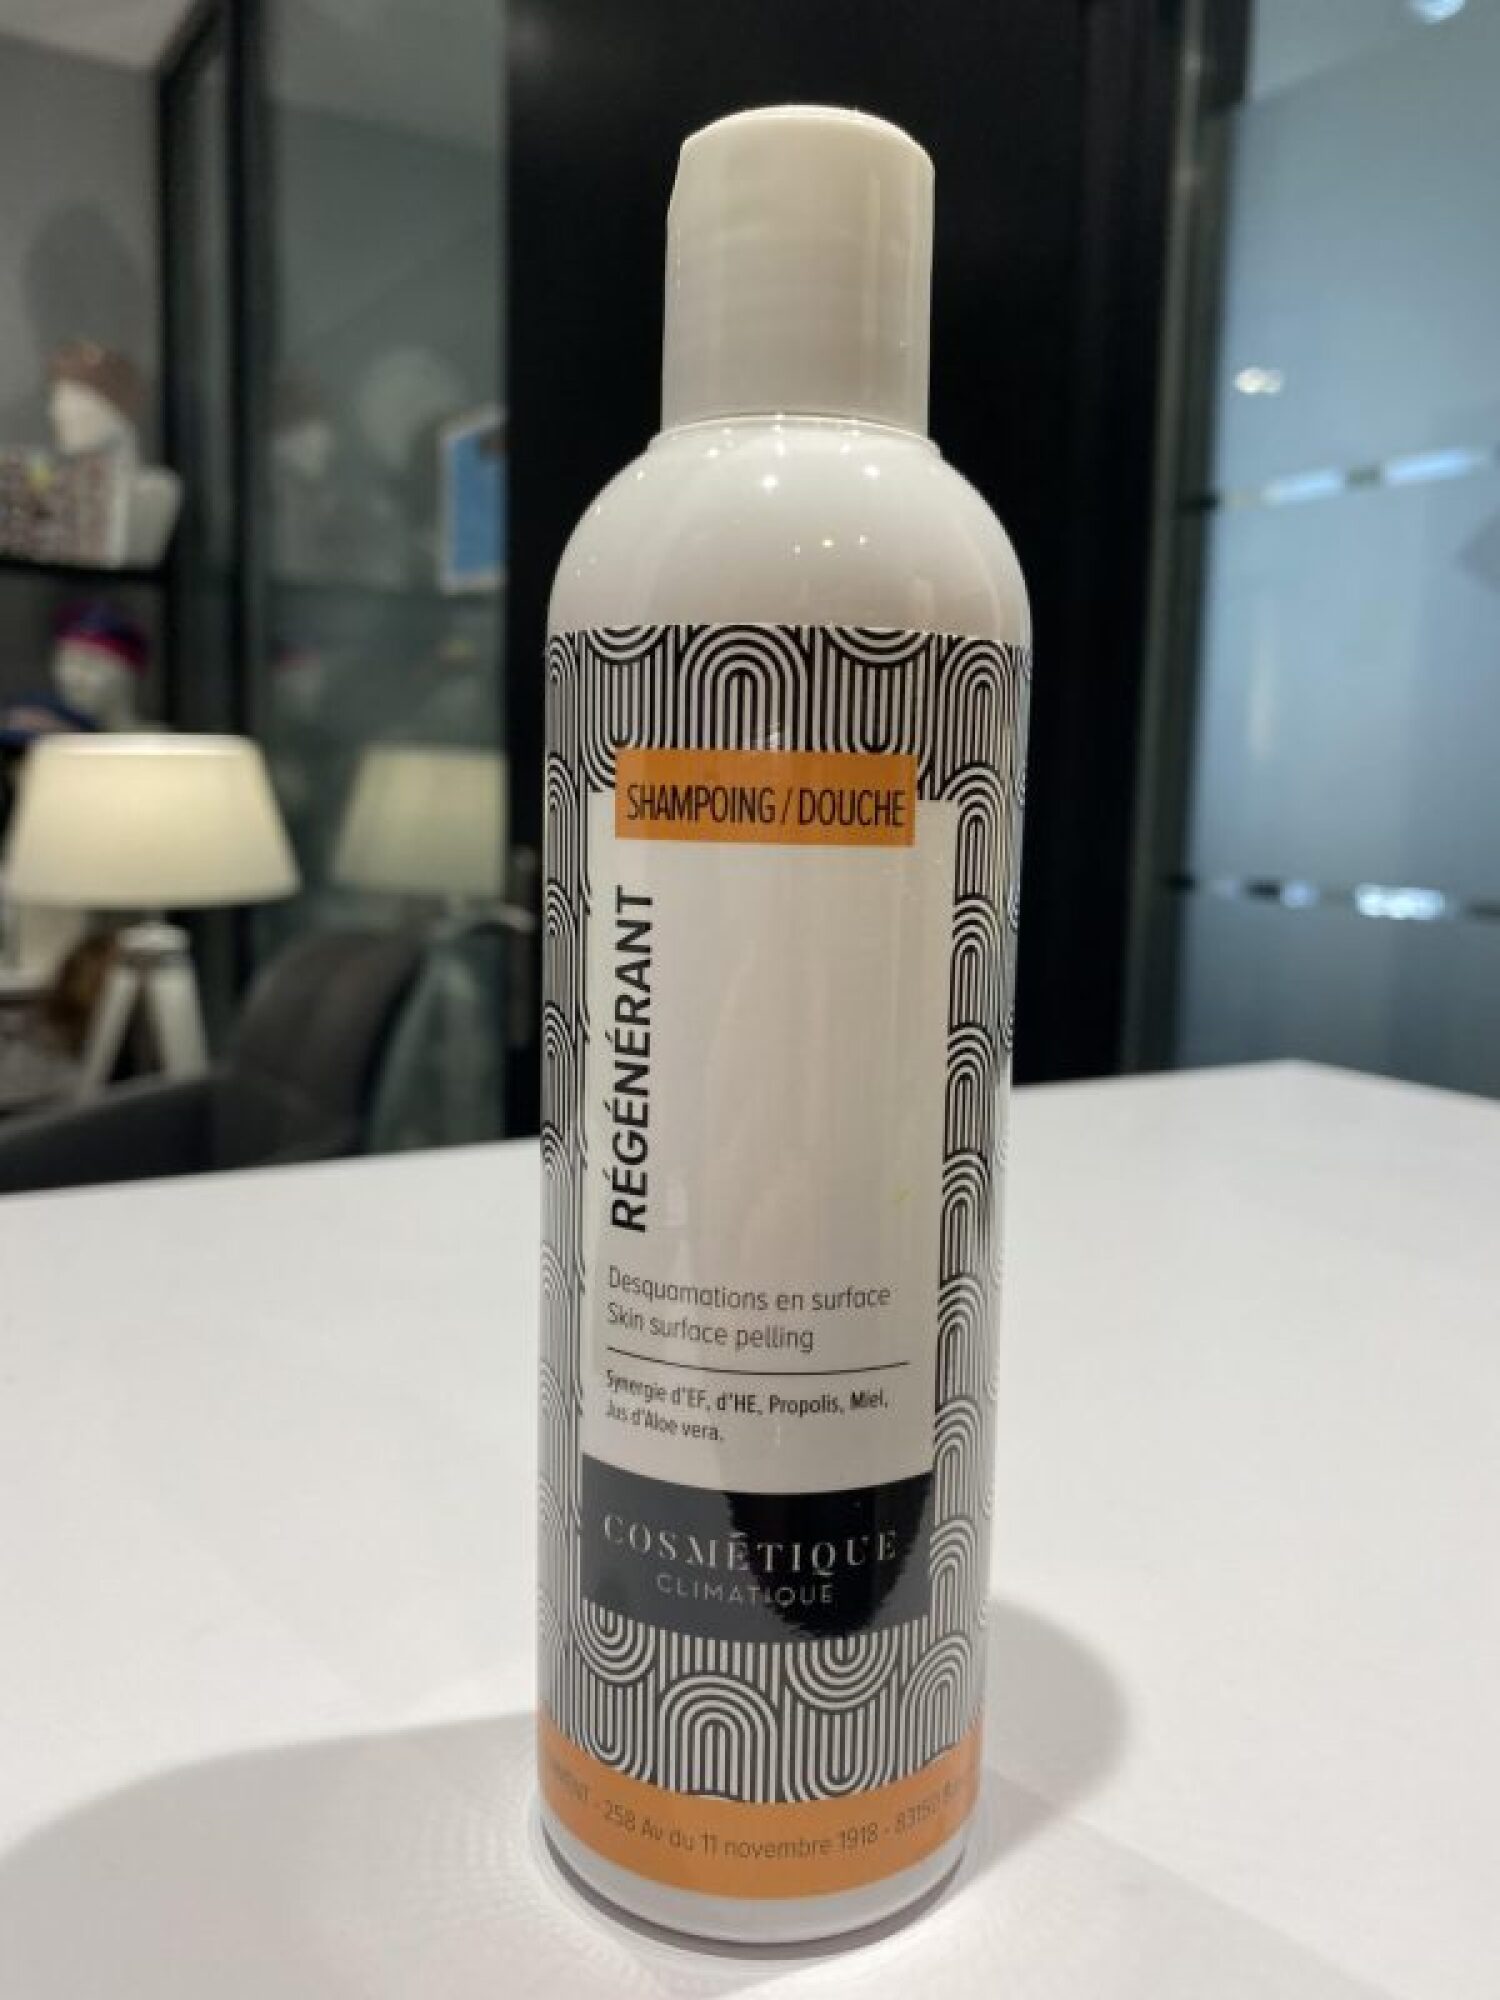 SHAMPOING / DOUCHE
RÉGÉNÉRANT
Desquamations en surface
Skin surface pelling
Synergie d'EF, d'HE, Propolis, Miel,
Jus d'Aloe vera.
COSMÉTIQUE
CLIMATIQUE
- 258 Av du 11 novembre 1918 - 83150